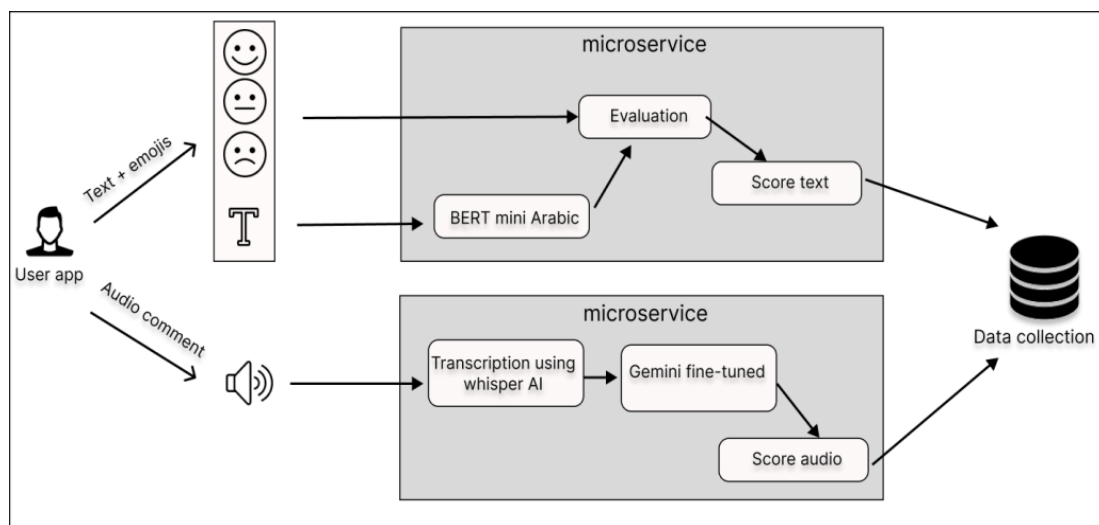 microservice
Evaluation
Text + emojis
Score text
T
BERT mini Arabic
User app
Audio comment
microservice
Data collection
Transcription using
whisper AI
Gemini fine-tuned
Score audio